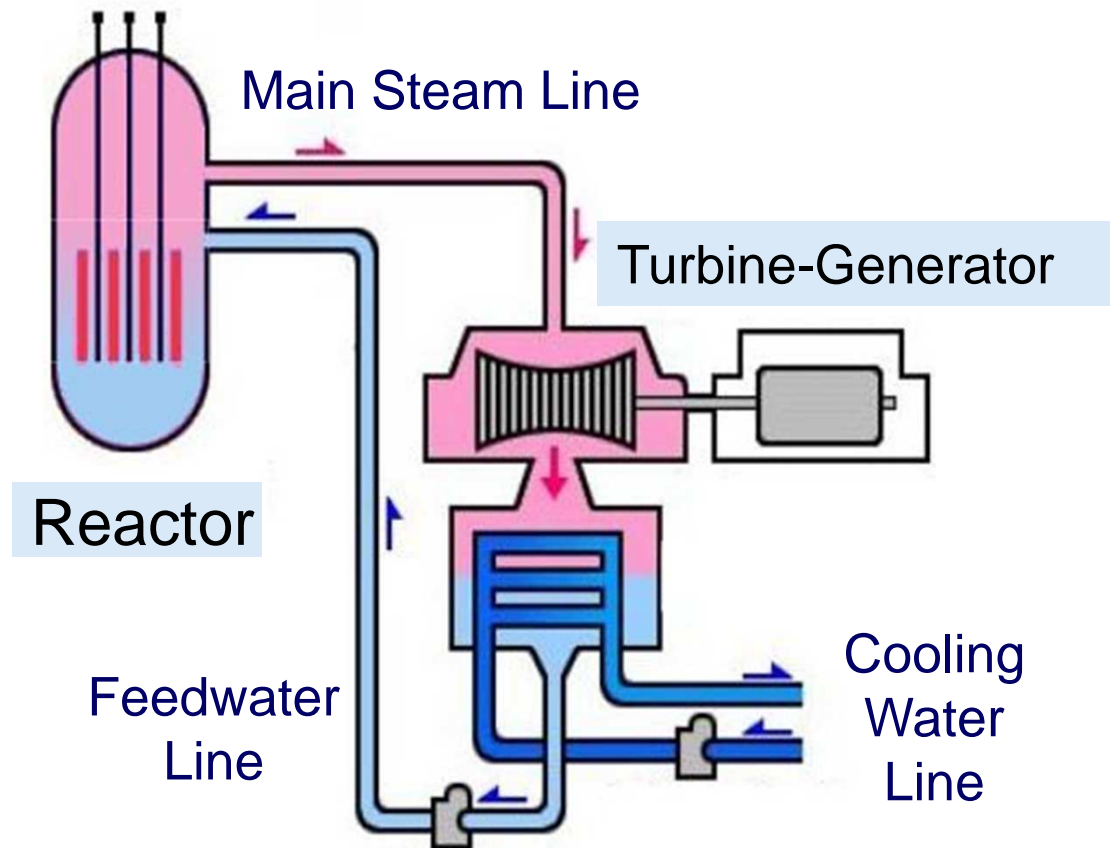 Main Steam Line
Turbine-Generator
Reactor
Feedwater
Line
Cooling
Water
Line